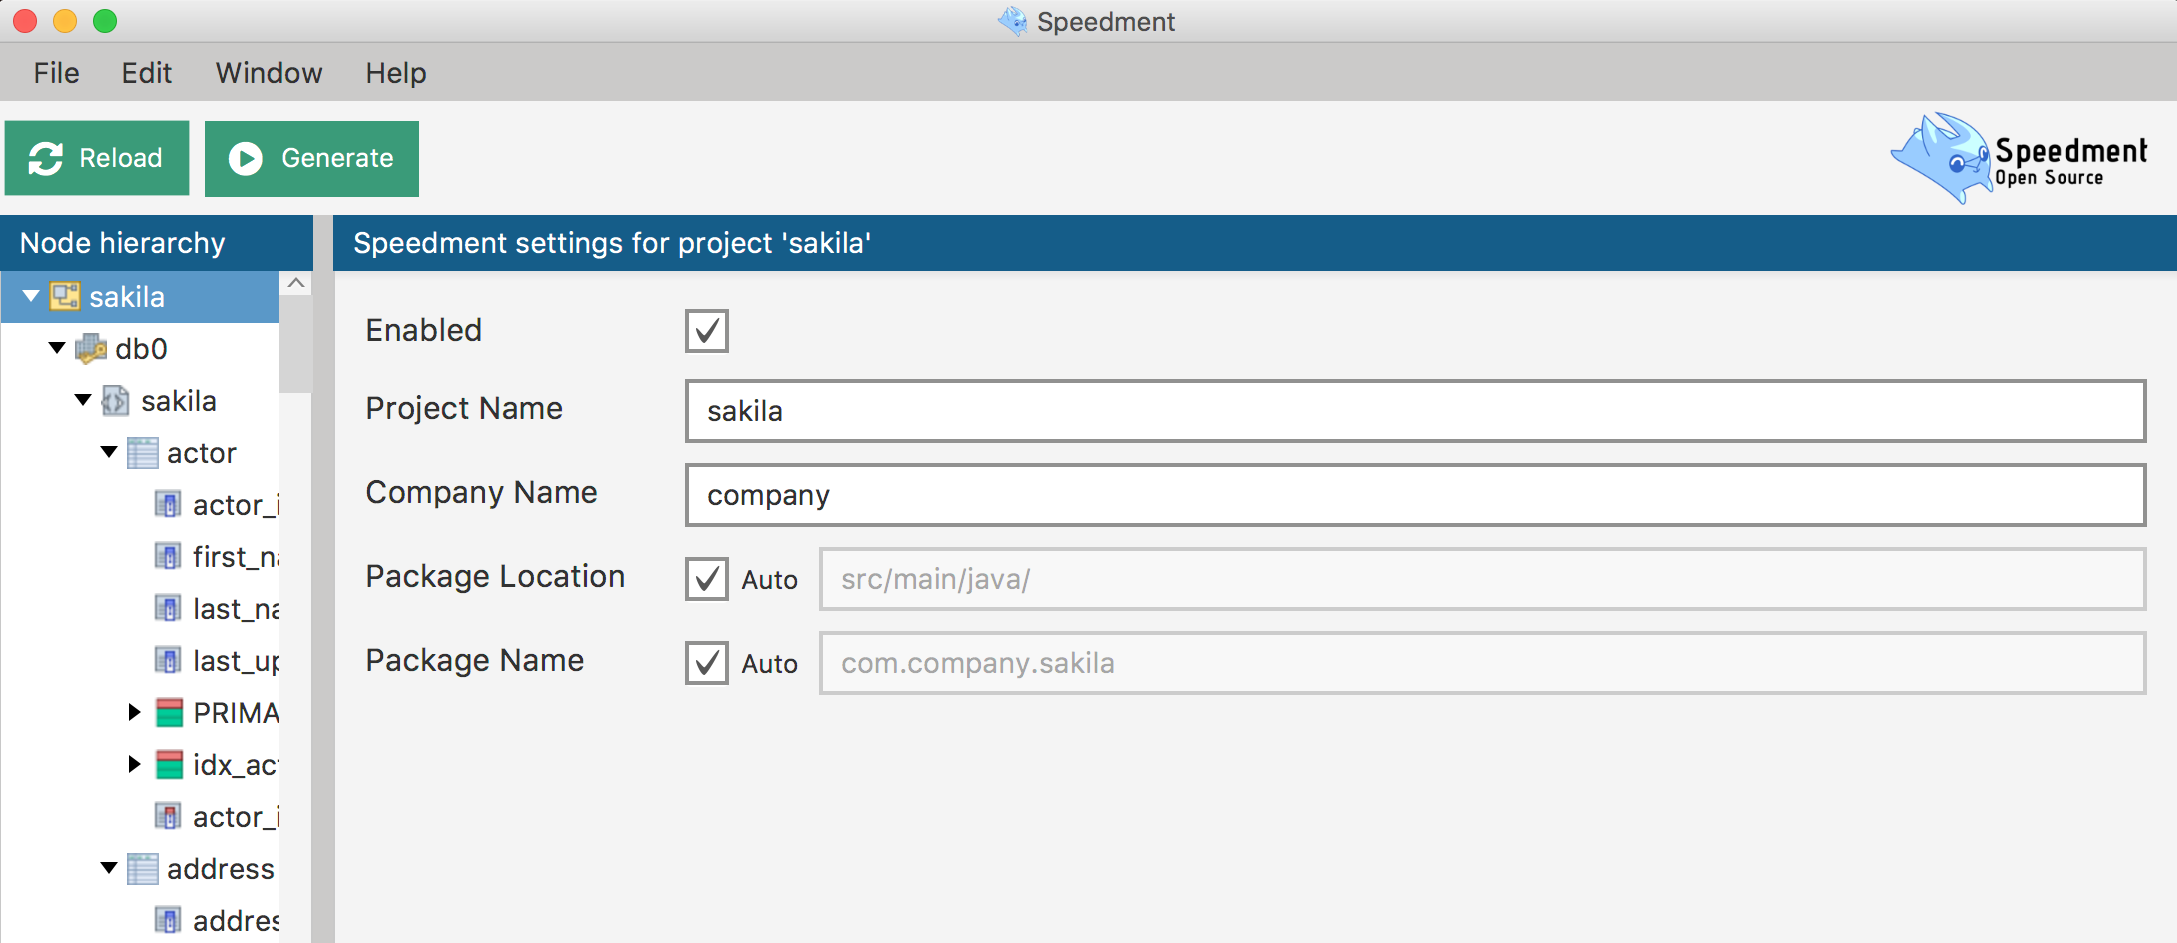 Speedment
File Edit Window Help
Reload Generate
Speedment
Open Source
Node hierarchy
Speedment settings for project 'sakila'
sakila
db0
sakila
actor
actor_i
first_na
last_na
last_up
PRIMA
idx_act
actor_i
address
addres
Enabled
Project Name sakila
Company Name company
Package Location Auto src/main/java/
Package Name Auto com.company.sakila